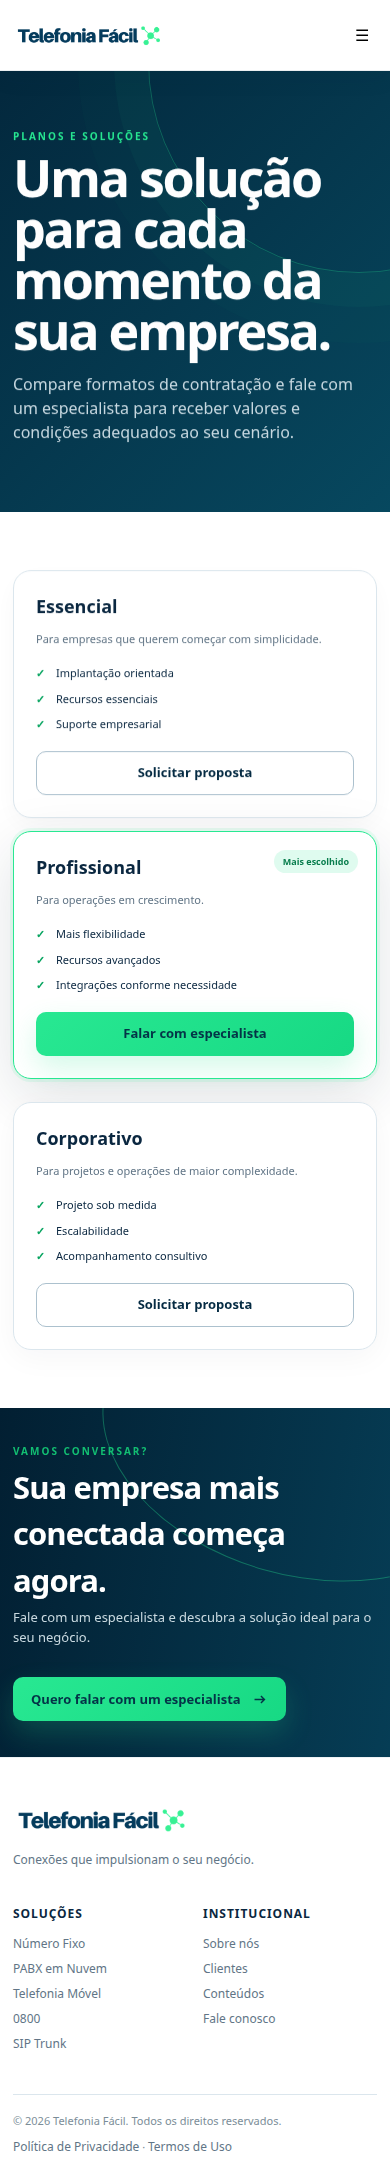 Telefonia Fácil
☰
PLANOS E SOLUÇÕES
Uma solução
para cada
momento da
sua empresa.
Compare formatos de contratação e fale com
um especialista para receber valores e
condições adequados ao seu cenário.
Essencial
Para empresas que querem começar com simplicidade.
✓ Implantação orientada
✓ Recursos essenciais
✓ Suporte empresarial
Solicitar proposta
Profissional
Mais escolhido
Para operações em crescimento.
✓ Mais flexibilidade
✓ Recursos avançados
✓ Integrações conforme necessidade
Falar com especialista
Corporativo
Para projetos e operações de maior complexidade.
✓ Projeto sob medida
✓ Escalabilidade
✓ Acompanhamento consultivo
Solicitar proposta
VAMOS CONVERSAR?
Sua empresa mais
conectada começa
agora.
Fale com um especialista e descubra a solução ideal para o
seu negócio.
Quero falar com um especialista →
Telefonia Fácil
Conexões que impulsionam o seu negócio.
SOLUÇÕES
Número Fixo
PABX em Nuvem
Telefonia Móvel
0800
SIP Trunk
INSTITUCIONAL
Sobre nós
Clientes
Conteúdos
Fale conosco
© 2026 Telefonia Fácil. Todos os direitos reservados.
Política de Privacidade · Termos de Uso